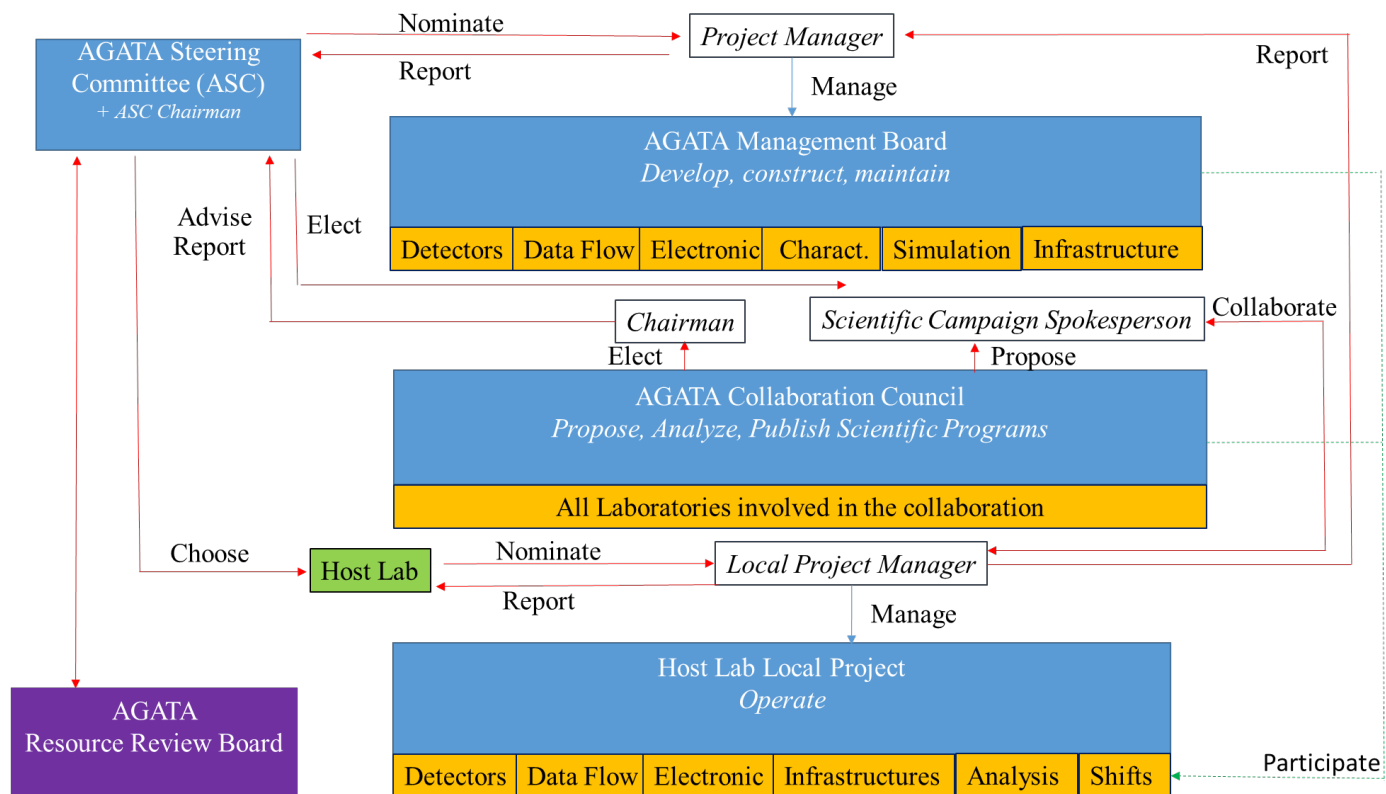 Nominate
Project Manager
Report
Report
AGATA Steering
Committee (ASC)
+ ASC Chairman
Manage
AGATA Management Board
Develop, construct, maintain
Detectors
Data Flow
Electronic
Charact.
Simulation
Infrastructure
Advise
Report
Elect
Chairman
Scientific Campaign Spokesperson
Collaborate
Elect
Propose
AGATA Collaboration Council
Propose, Analyze, Publish Scientific Programs
All Laboratories involved in the collaboration
Choose
Host Lab
Nominate
Report
Local Project Manager
Manage
Host Lab Local Project
Operate
AGATA
Resource Review Board
Detectors
Data Flow
Electronic
Infrastructures
Analysis
Shifts
Participate